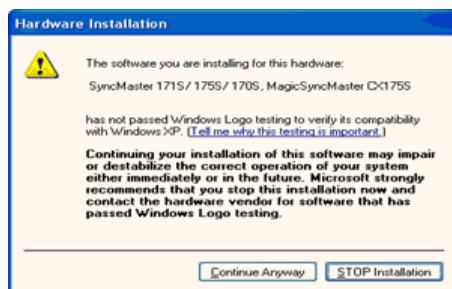 Hardware Installation
The software you are installing for this hardware:
SyncMaster 171S/ 175S/ 170S, MagicSyncMaster CX175S
has not passed Windows Logo testing to verify its compatibility
with Windows XP. (Tell me why this testing is important.)
Continuing your installation of this software may impair
or destabilize the correct operation of your system
either immediately or in the future. Microsoft strongly
recommends that you stop this installation now and
contact the hardware vendor for software that has
passed Windows Logo testing.
Continue Anyway
STOP Installation